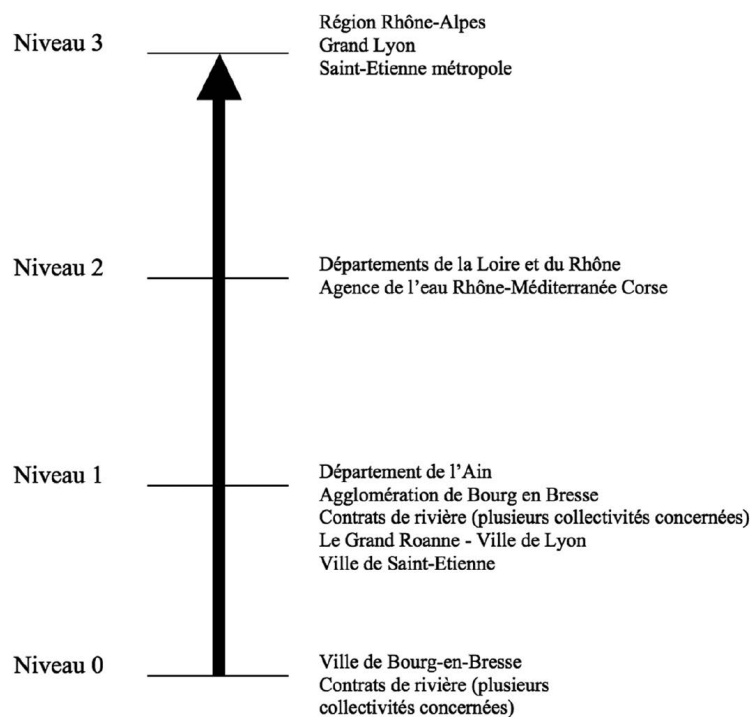 Niveau 3
Région Rhône-Alpes
Grand Lyon
Saint-Etienne métropole
Niveau 2
Départements de la Loire et du Rhône
Agence de l'eau Rhône-Méditerranée Corse
Niveau 1
Département de l'Ain
Agglomération de Bourg en Bresse
Contrats de rivière (plusieurs collectivités concernées)
Le Grand Roanne - Ville de Lyon
Ville de Saint-Etienne
Niveau 0
Ville de Bourg-en-Bresse
Contrats de rivière (plusieurs
collectivités concernées)